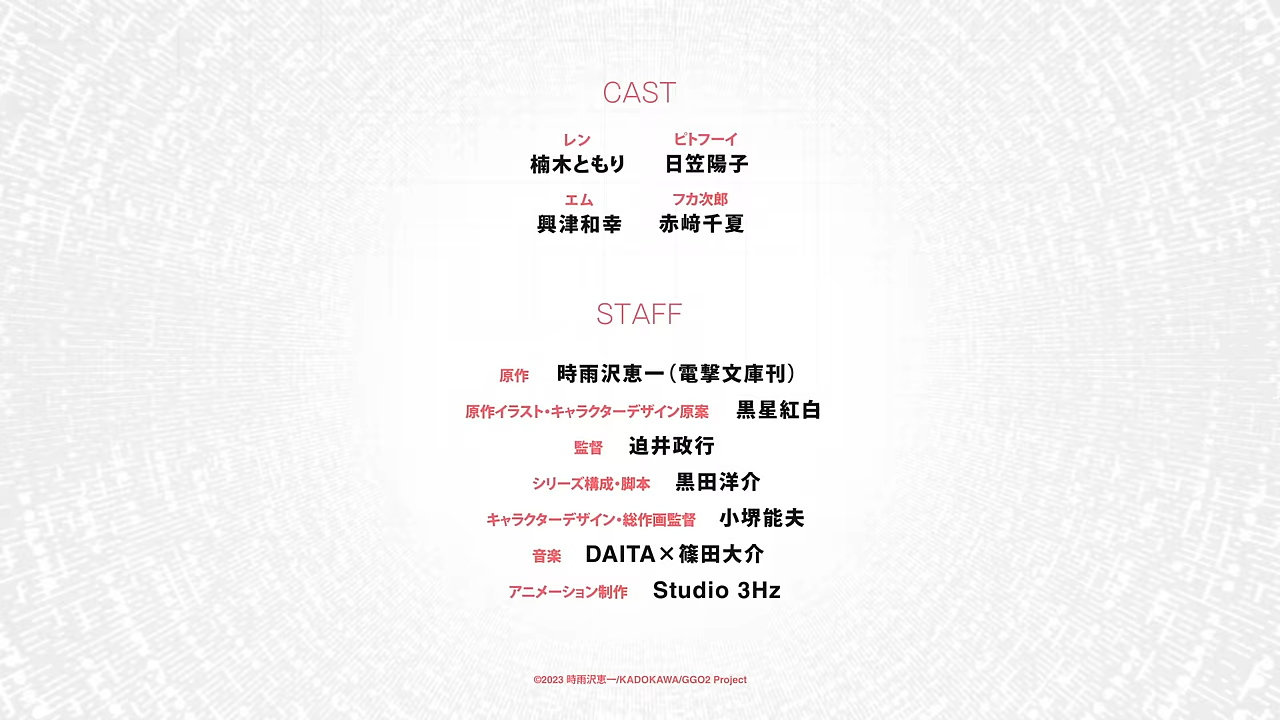 CAST
レン ピトフーイ
楠木ともり 日笠陽子
エム フカ次郎
興津和幸 赤﨑千夏
STAFF
原作 時雨沢恵一（電撃文庫刊）
原作イラスト・キャラクターデザイン原案 黒星紅白
監督 迫井政行
シリーズ構成・脚本 黒田洋介
キャラクターデザイン・総作画監督 小堺能夫
音楽 DAITA×篠田大介
アニメーション制作 Studio 3Hz
©2023 時雨沢恵一/KADOKAWA/GGO2 Project